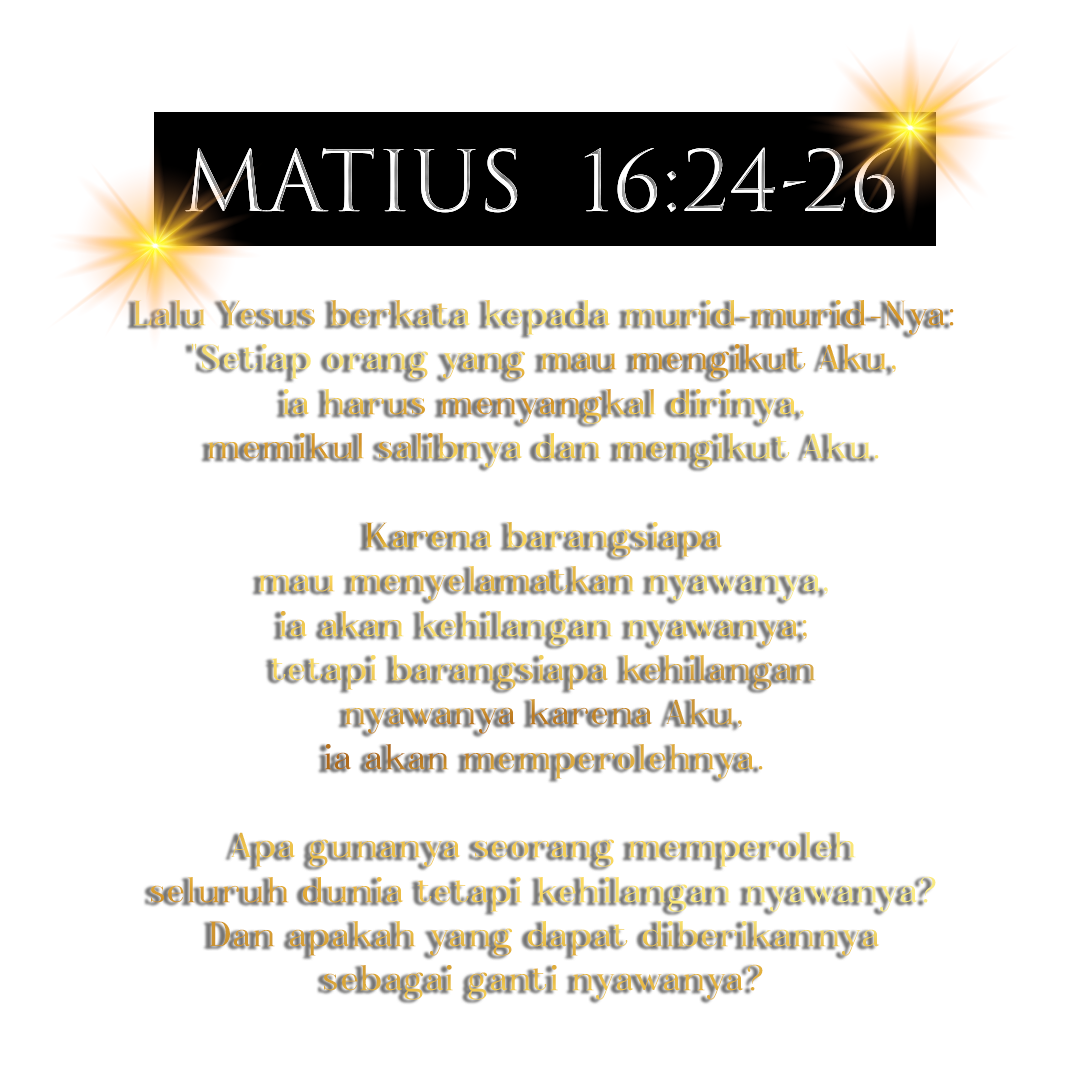 MATIUS 16:24-26
Lalu Yesus berkata kepada murid-murid-Nya:
"Setiap orang yang mau mengikut Aku,
ia harus menyangkal dirinya,
memikul salibnya dan mengikut Aku.
Karena barangsiapa
mau menyelamatkan nyawanya,
ia akan kehilangan nyawanya;
tetapi barangsiapa kehilangan
nyawanya karena Aku,
ia akan memperolehnya.
Apa gunanya seorang memperoleh
seluruh dunia tetapi kehilangan nyawanya?
Dan apakah yang dapat diberikannya
sebagai ganti nyawanya?